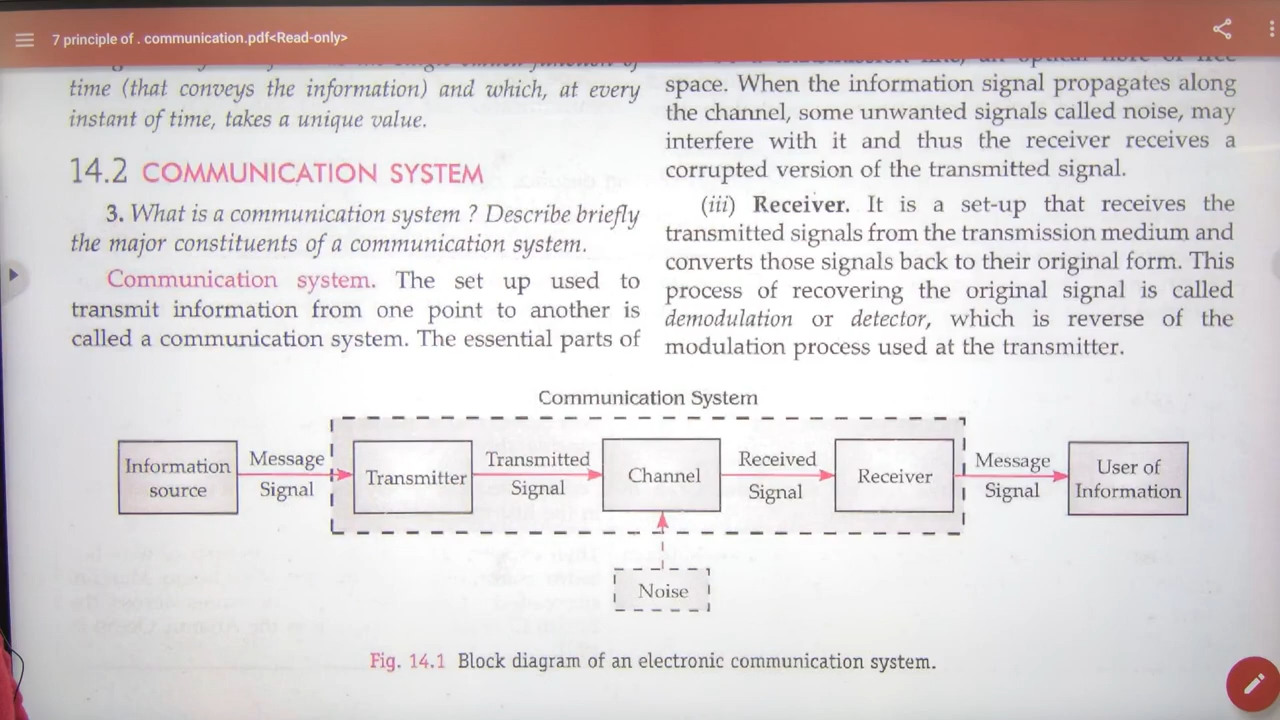 7 principle of . communication.pdf<Read-only>
time (that conveys the information) and which, at every
instant of time, takes a unique value.
14.2 COMMUNICATION SYSTEM
3. What is a communication system ? Describe briefly
the major constituents of a communication system.
Communication system. The set up used to
transmit information from one point to another is
called a communication system. The essential parts of
space. When the information signal propagates along
the channel, some unwanted signals called noise, may
interfere with it and thus the receiver receives a
corrupted version of the transmitted signal.
(iii) Receiver. It is a set-up that receives the
transmitted signals from the transmission medium and
converts those signals back to their original form. This
process of recovering the original signal is called
demodulation or detector, which is reverse of the
modulation process used at the transmitter.
Communication System
Information
source
Message
Signal
Transmitter
Transmitted
Signal
Channel
Received
Signal
Receiver
Message
Signal
User of
Information
Noise
Fig. 14.1 Block diagram of an electronic communication system.